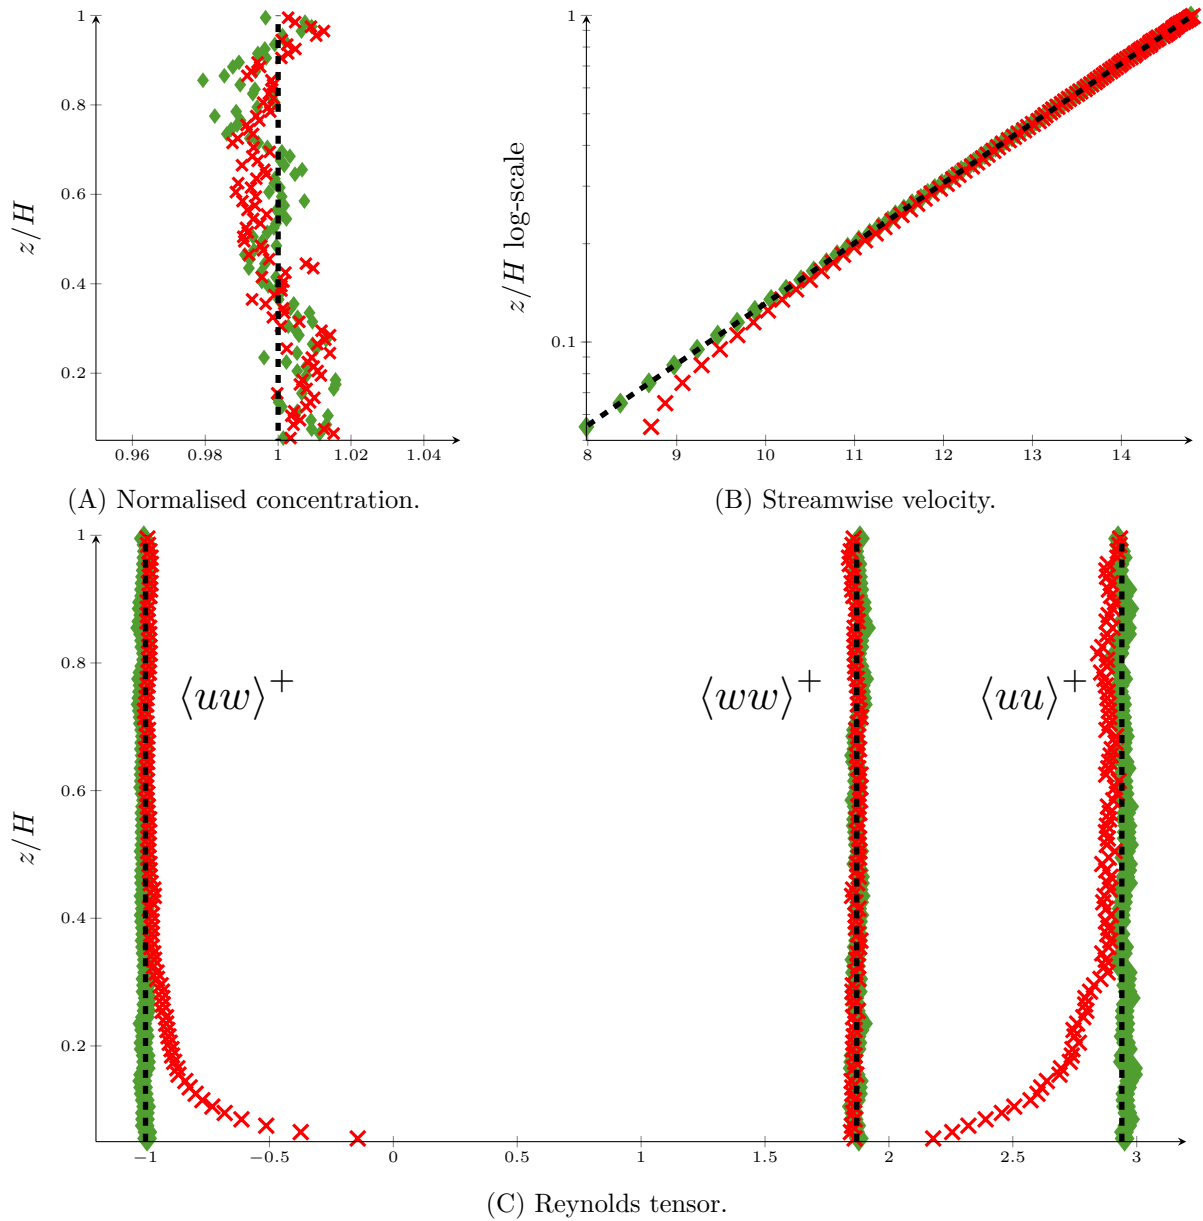 1
0.8
0.6
0.4
0.2
z/H
0.96 0.98 1 1.02 1.04
(A) Normalised concentration.
1
0.1
z/H log-scale
8 9 10 11 12 13 14
(B) Streamwise velocity.
1
0.8
0.6
0.4
0.2
z/H
⟨uw⟩⁺ ⟨ww⟩⁺ ⟨uu⟩⁺
−1 −0.5 0 0.5 1 1.5 2 2.5 3
(C) Reynolds tensor.